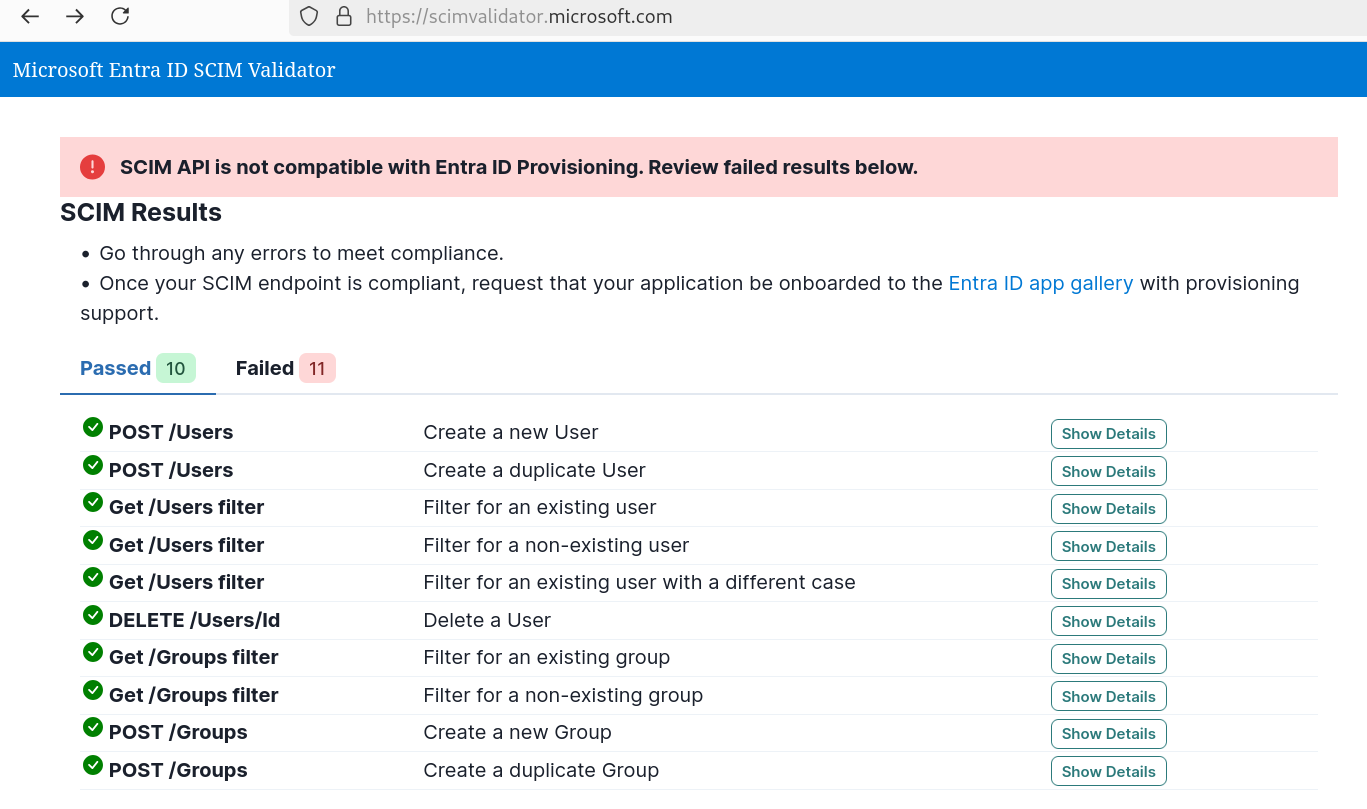 https://scimvalidator.microsoft.com
Microsoft Entra ID SCIM Validator
SCIM API is not compatible with Entra ID Provisioning. Review failed results below.
SCIM Results
• Go through any errors to meet compliance.
• Once your SCIM endpoint is compliant, request that your application be onboarded to the Entra ID app gallery with provisioning
support.
Passed 10 Failed 11
POST /Users Create a new User Show Details
POST /Users Create a duplicate User Show Details
Get /Users filter Filter for an existing user Show Details
Get /Users filter Filter for a non-existing user Show Details
Get /Users filter Filter for an existing user with a different case Show Details
DELETE /Users/Id Delete a User Show Details
Get /Groups filter Filter for an existing group Show Details
Get /Groups filter Filter for a non-existing group Show Details
POST /Groups Create a new Group Show Details
POST /Groups Create a duplicate Group Show Details